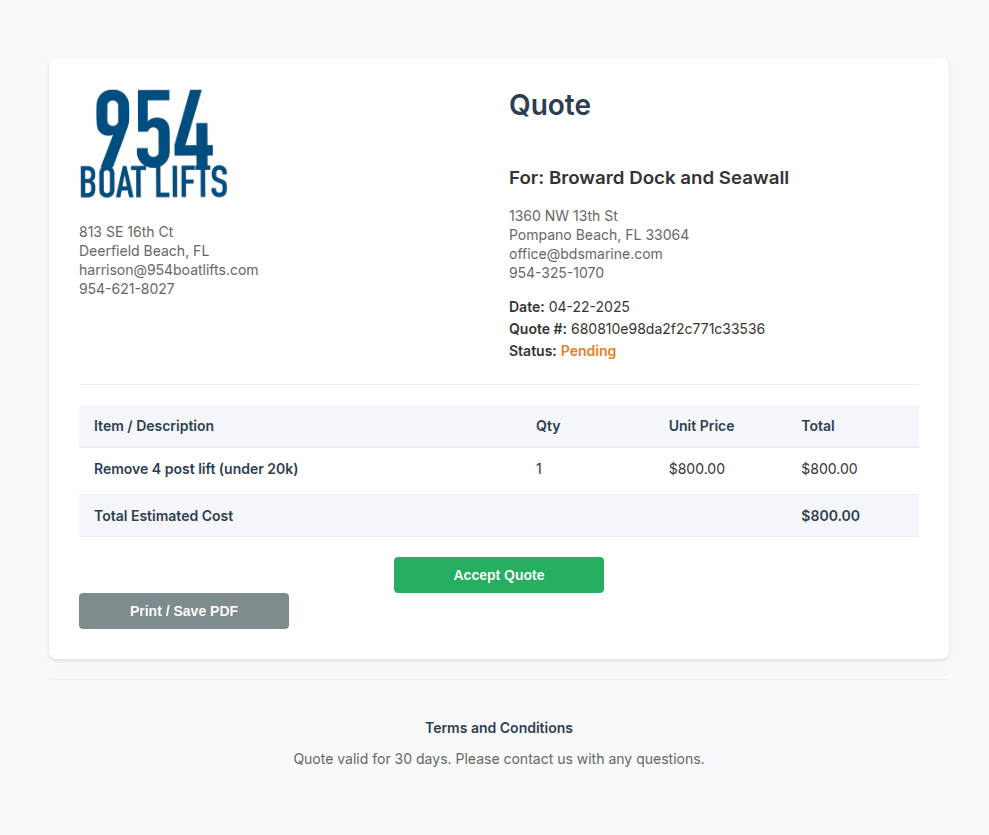 954
BOAT LIFTS
813 SE 16th Ct
Deerfield Beach, FL
harrison@954boatlifts.com
954-621-8027
Quote
For: Broward Dock and Seawall
1360 NW 13th St
Pompano Beach, FL 33064
office@bdsmarine.com
954-325-1070
Date: 04-22-2025
Quote #: 680810e98da2f2c771c33536
Status: Pending
Item / Description Qty Unit Price Total
Remove 4 post lift (under 20k) 1 $800.00 $800.00
Total Estimated Cost $800.00
Accept Quote
Print / Save PDF
Terms and Conditions
Quote valid for 30 days. Please contact us with any questions.